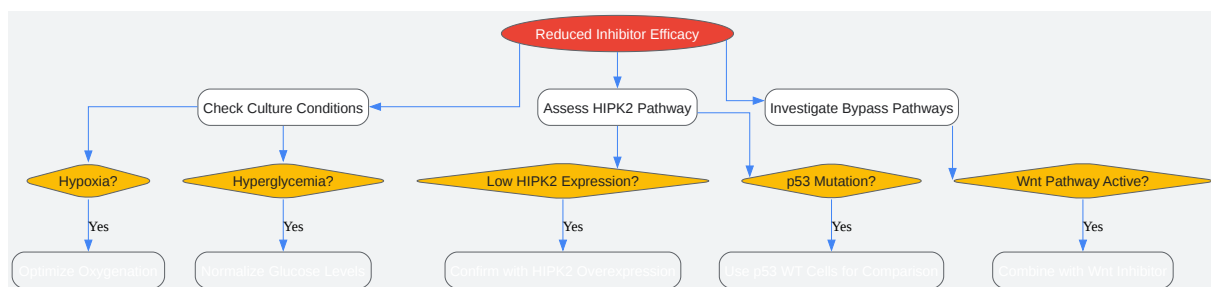 Reduced Inhibitor Efficacy
Check Culture Conditions
Assess HIPK2 Pathway
Investigate Bypass Pathways
Hypoxia?
Hyperglycemia?
Low HIPK2 Expression?
p53 Mutation?
Wnt Pathway Active?
Yes
Yes
Yes
Yes
Yes
Optimize Oxygenation
Normalize Glucose Levels
Confirm with HIPK2 Overexpression
Use p53 WT Cells for Comparison
Combine with Wnt Inhibitor